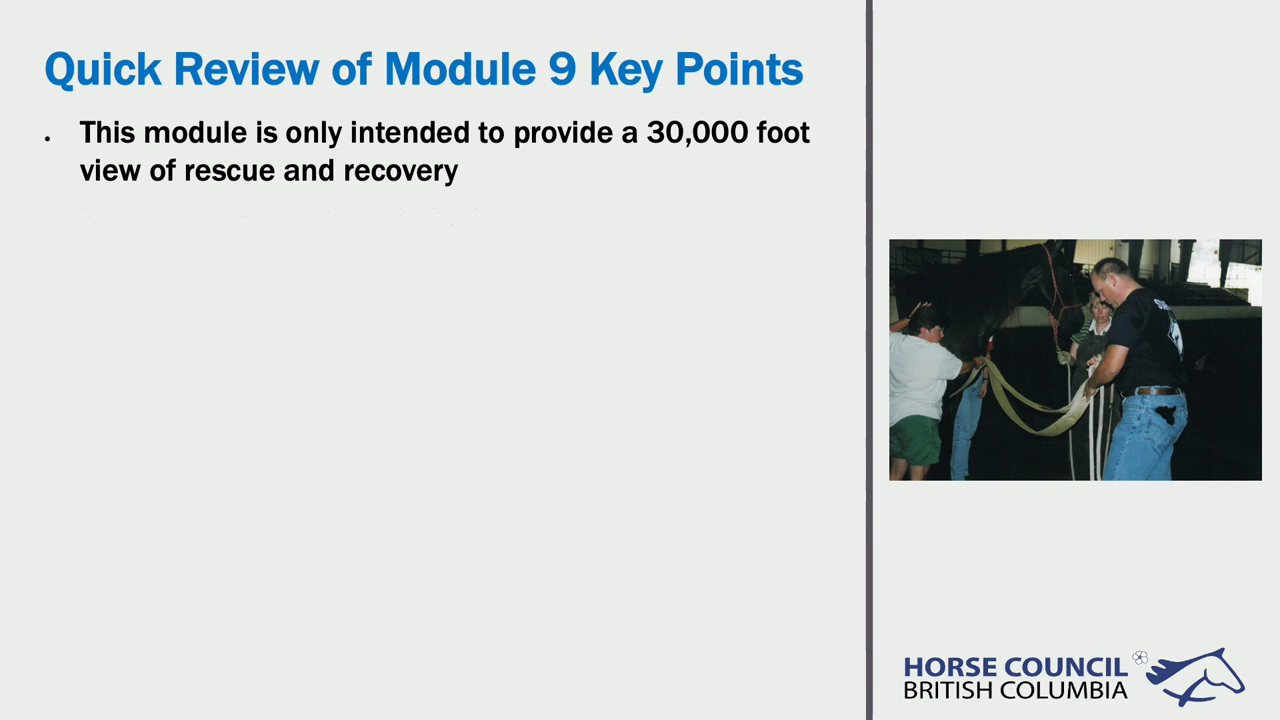 Quick Review of Module 9 Key Points
• This module is only intended to provide a 30,000 foot
view of rescue and recovery
HORSE COUNCIL
BRITISH COLUMBIA